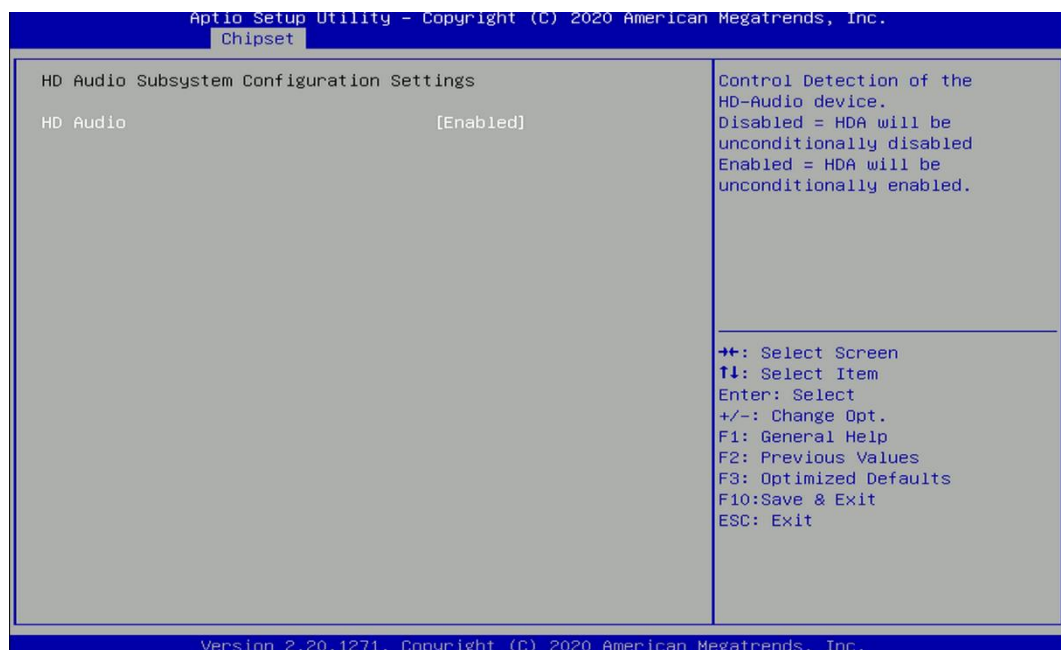 Aptio Setup Utility – Copyright (C) 2020 American Megatrends, Inc.
Chipset
HD Audio Subsystem Configuration Settings
HD Audio [Enabled]
Control Detection of the
HD-Audio device.
Disabled = HDA will be
unconditionally disabled
Enabled = HDA will be
unconditionally enabled.
→←: Select Screen
↑↓: Select Item
Enter: Select
+/-: Change Opt.
F1: General Help
F2: Previous Values
F3: Optimized Defaults
F10:Save & Exit
ESC: Exit
Version 2.20.1271. Copyright (C) 2020 American Megatrends, Inc.